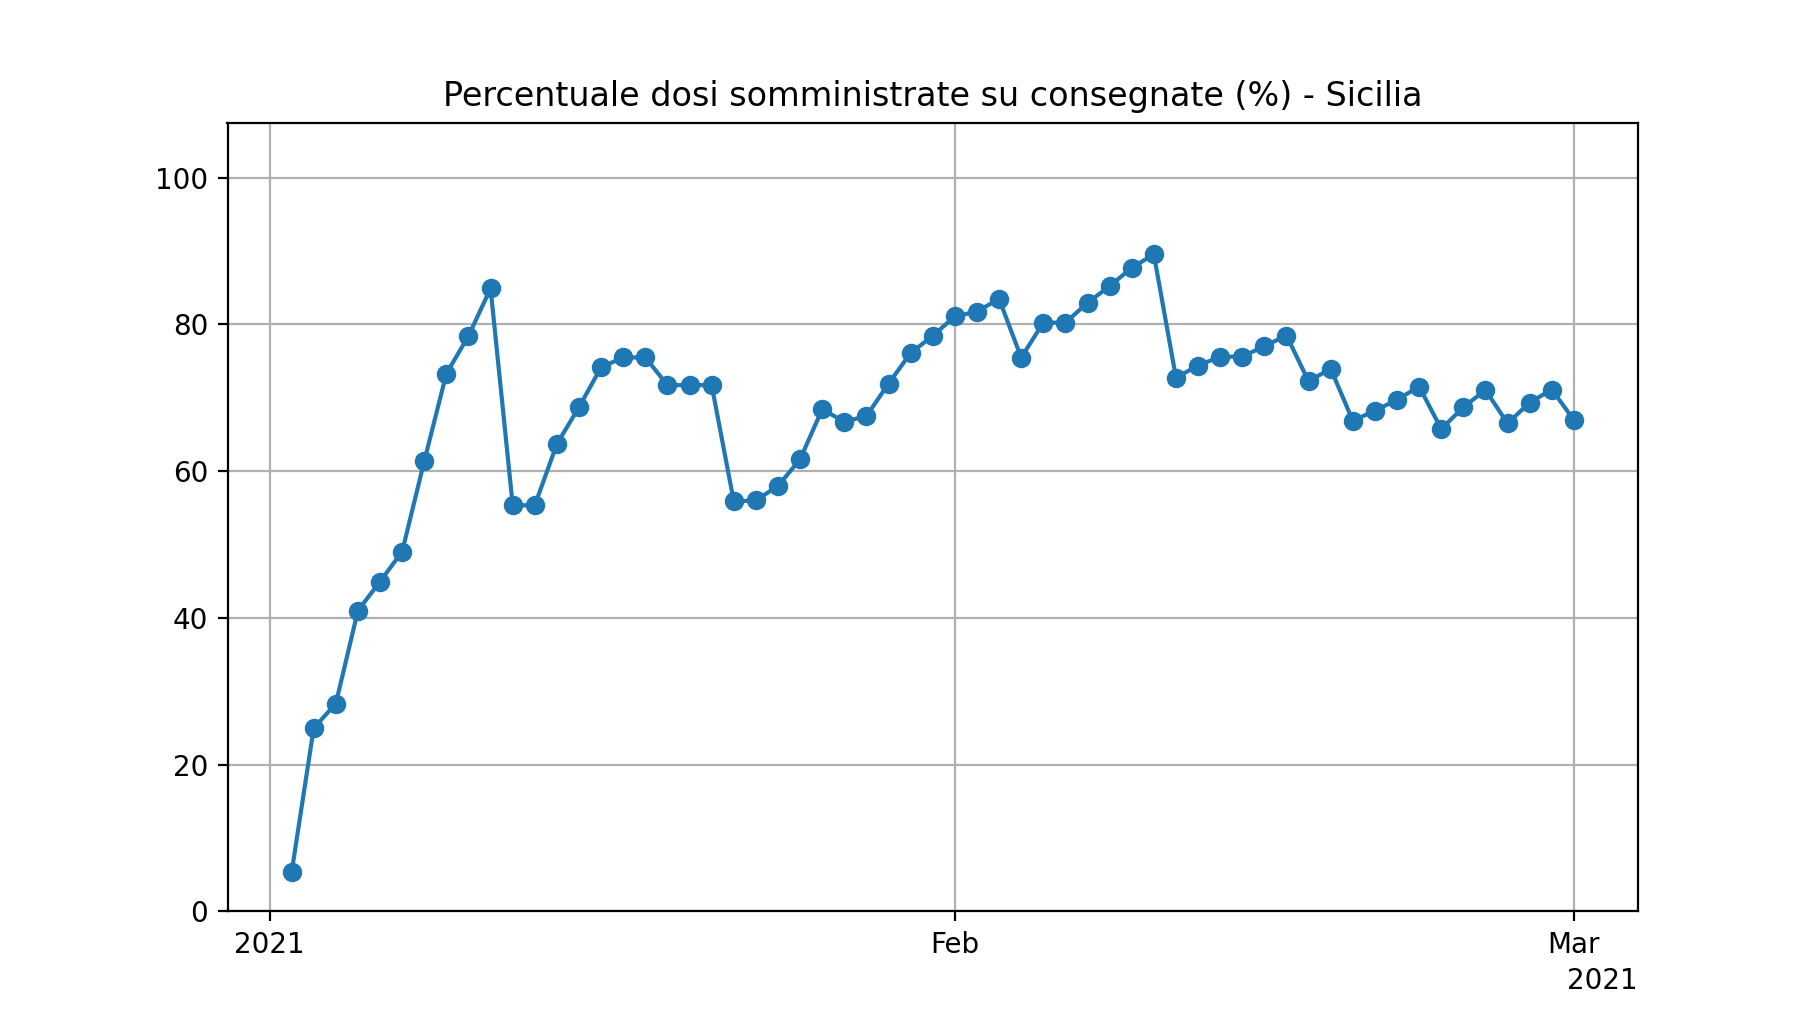 Percentuale dosi somministrate su consegnate (%) - Sicilia
100
80
60
40
20
0
2021
Feb
Mar
2021